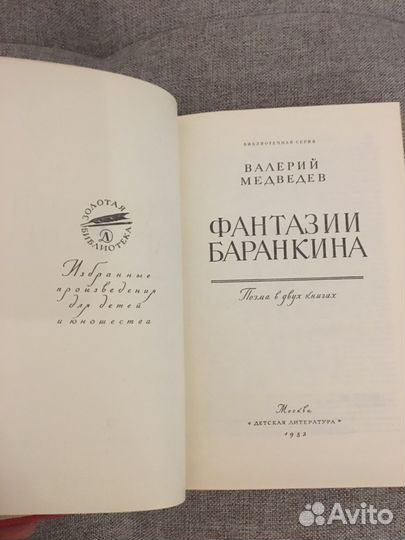 ЗОЛОТАЯ
БИБЛИОТЕКА
Избранные
произведения
для детей
и юношества
БИБЛИОТЕЧНАЯ СЕРИЯ
ВАЛЕРИЙ
МЕДВЕДЕВ
ФАНТАЗИИ
БАРАНКИНА
Поэма в двух книгах
Москва
«ДЕТСКАЯ ЛИТЕРАТУРА»
1983
Avito